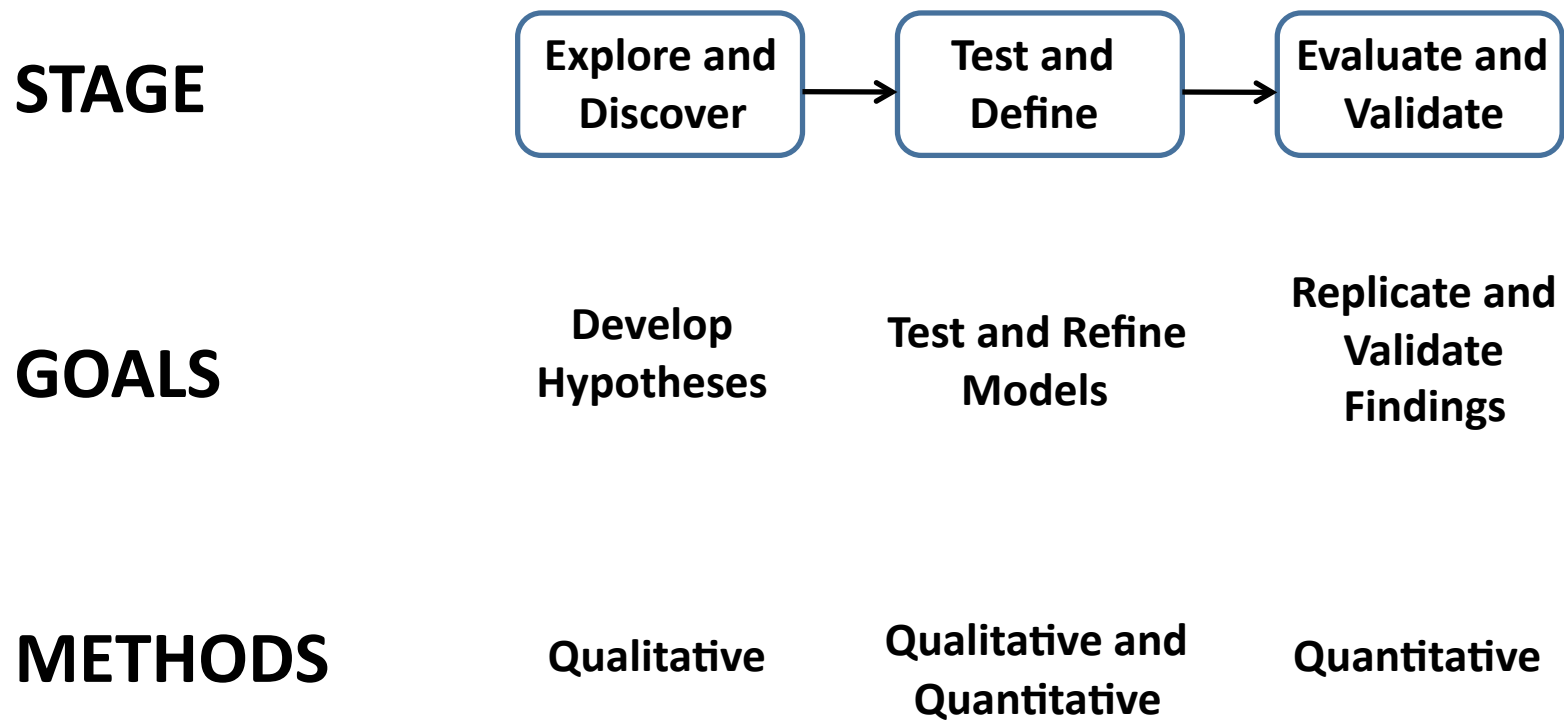 STAGE
Explore and
Discover
Test and
Define
Evaluate and
Validate
GOALS
Develop
Hypotheses
Test and Refine
Models
Replicate and
Validate
Findings
METHODS
Qualitative
Qualitative and
Quantitative
Quantitative